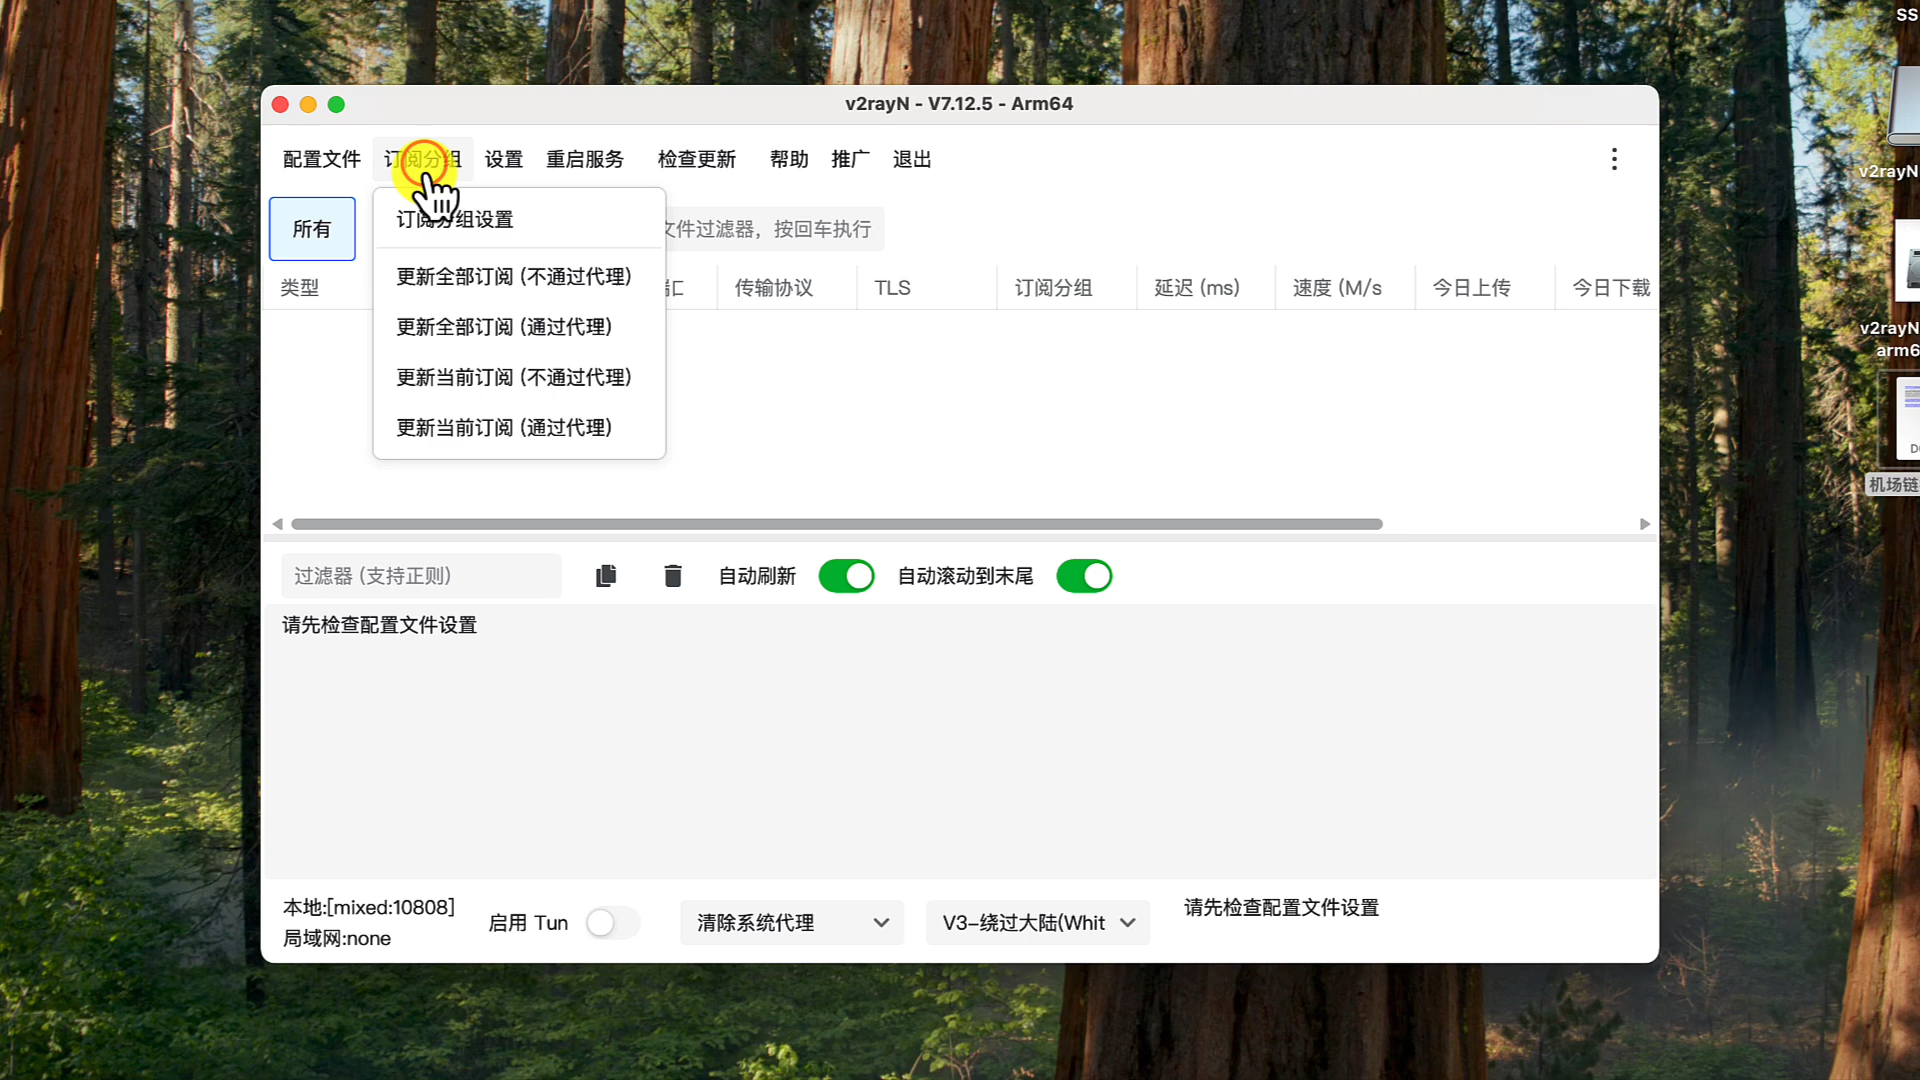 v2rayN - V7.12.5 - Arm64
配置文件 订阅分组 设置 重启服务 检查更新 帮助 推广 退出
所有
文件过滤器，按回车执行
订阅分组设置
更新全部订阅 (不通过代理)
更新全部订阅 (通过代理)
更新当前订阅 (不通过代理)
更新当前订阅 (通过代理)
类型 传输协议 TLS 订阅分组 延迟 (ms) 速度 (M/s 今日上传 今日下载
过滤器 (支持正则) 自动刷新 自动滚动到末尾
请先检查配置文件设置
本地:[mixed:10808]
局域网:none
启用 Tun 清除系统代理 V3-绕过大陆(Whit
请先检查配置文件设置
SS
v2rayN
v2rayN
arm6
机场链